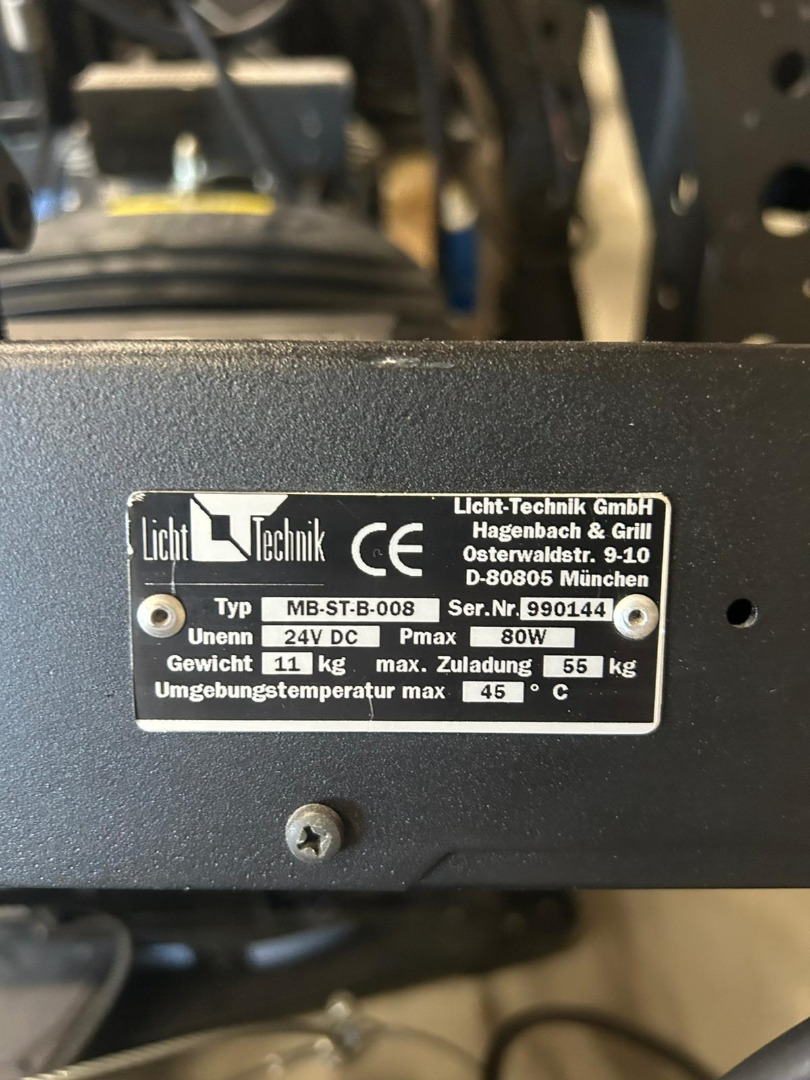 Licht Technik CE
Licht-Technik GmbH
Hagenbach & Grill
Osterwaldstr. 9-10
D-80805 München
Typ MB-ST-B-008 Ser.Nr. 990144
Unenn 24V DC Pmax 80W
Gewicht 11 kg max. Zuladung 55 kg
Umgebungstemperatur max 45 ° C